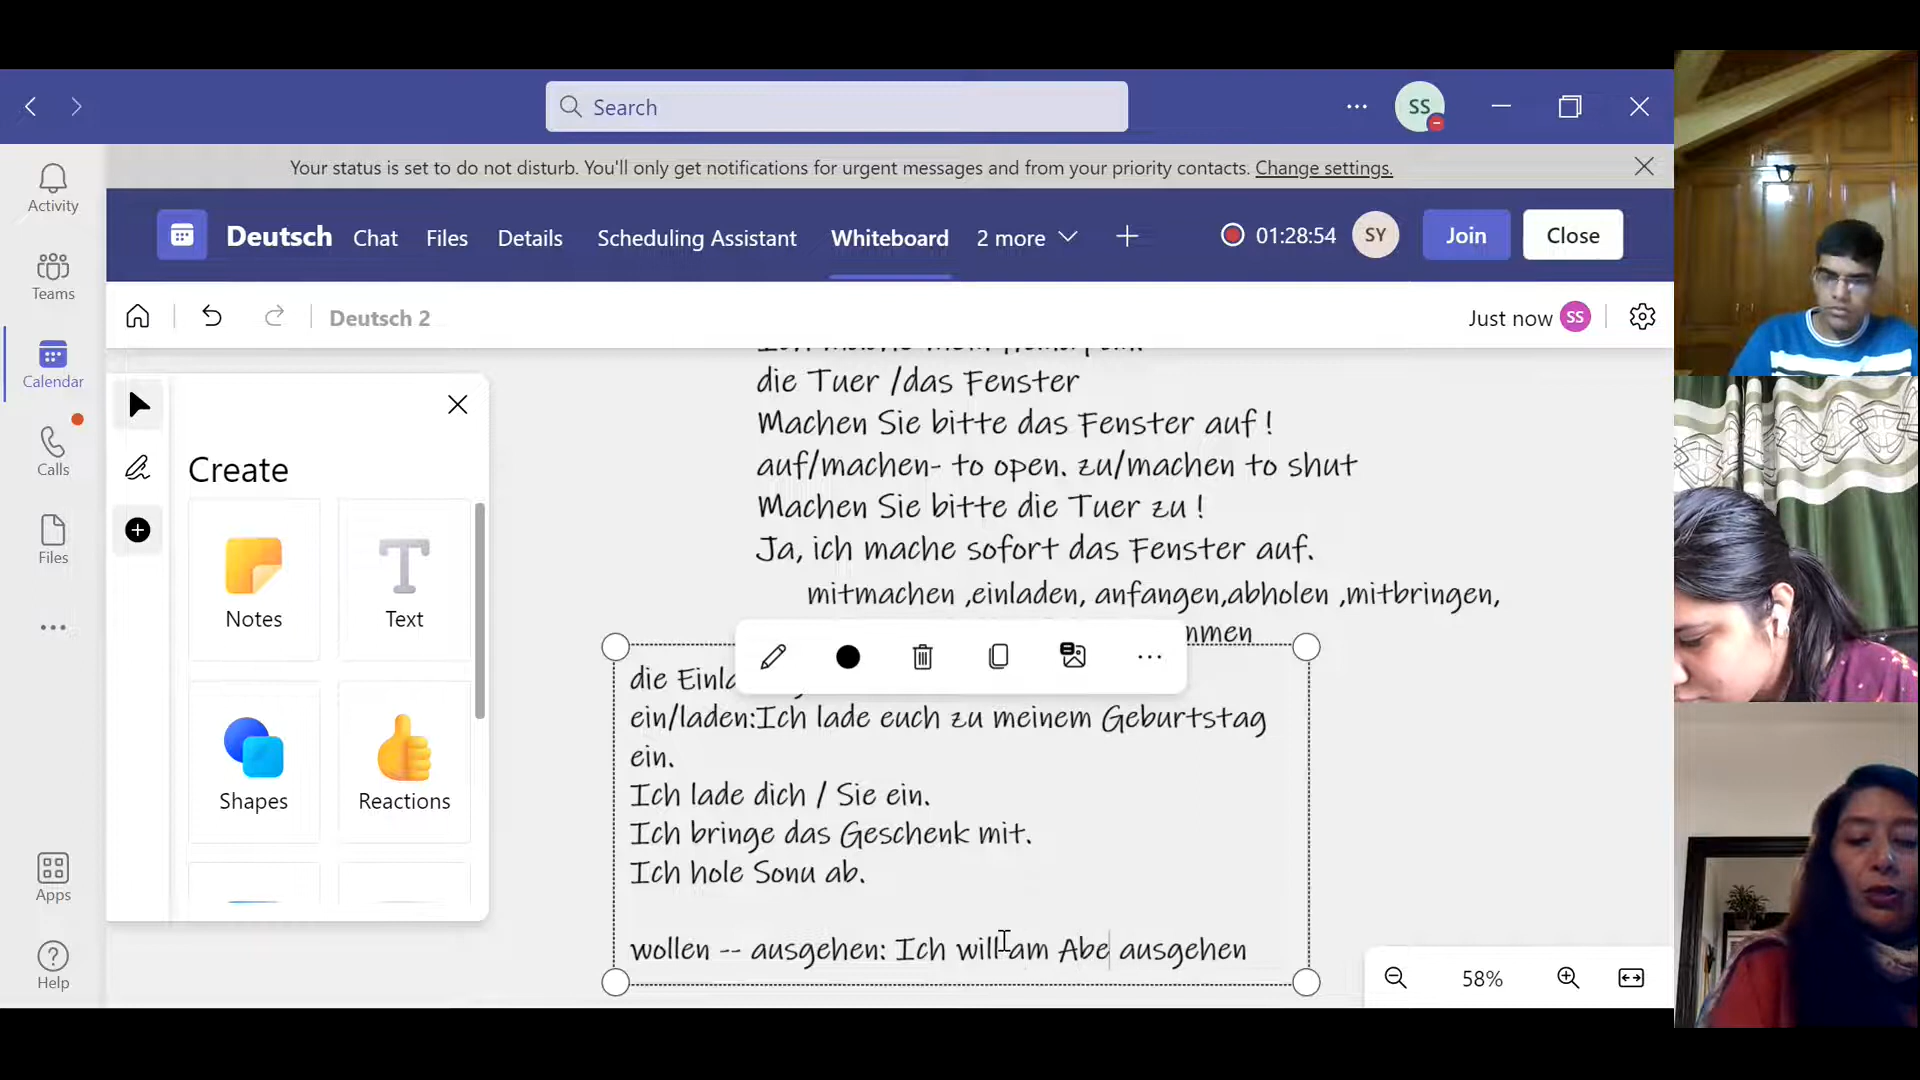 Search
SS
Your status is set to do not disturb. You'll only get notifications for urgent messages and from your priority contacts. Change settings.
Activity
Teams
Calendar
Calls
Files
Apps
Help
Deutsch Chat Files Details Scheduling Assistant Whiteboard 2 more
01:28:54 SY Join Close
Deutsch 2
Just now SS
Create
Notes
Text
Shapes
Reactions
die Tuer /das Fenster
Machen Sie bitte das Fenster auf !
auf/machen- to open. zu/machen to shut
Machen Sie bitte die Tuer zu !
Ja, ich mache sofort das Fenster auf.
mitmachen ,einladen, anfangen,abholen ,mitbringen,
die
ein/laden:Ich lade euch zu meinem Geburtstag
ein.
Ich lade dich / Sie ein.
Ich bringe das Geschenk mit.
Ich hole Sonu ab.
wollen -- ausgehen: Ich will am Abe ausgehen
58%